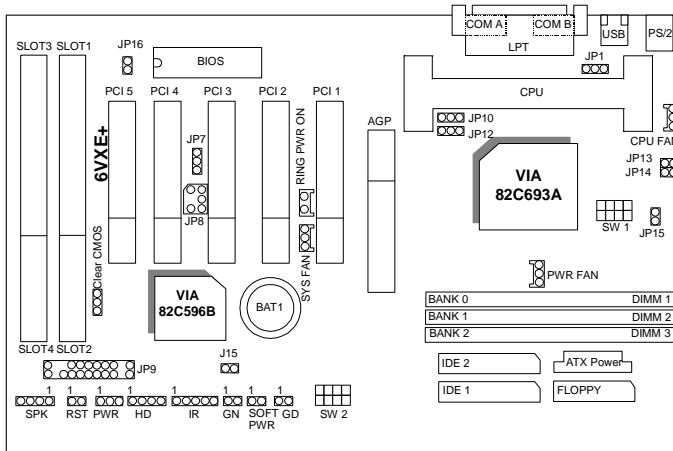 COM A
COM B
USB
PS/2
LPT
SLOT3
SLOT1
JP16
BIOS
JP1
CPU
PCI 5
PCI 4
PCI 3
PCI 2
PCI 1
AGP
JP10
JP12
CPU FAN
6VXE+
JP7
RING PWR ON
VIA
82C693A
JP13
JP14
JP8
SW 1
JP15
Clear CMOS
SYS FAN
PWR FAN
VIA
82C596B
BAT1
BANK 0
DIMM 1
BANK 1
DIMM 2
BANK 2
DIMM 3
SLOT4
SLOT2
JP9
J15
IDE 2
ATX Power
IDE 1
FLOPPY
1
1
1
1
1
1
1
1
SPK
RST
PWR
HD
IR
GN
SOFT
PWR
GD
SW 2